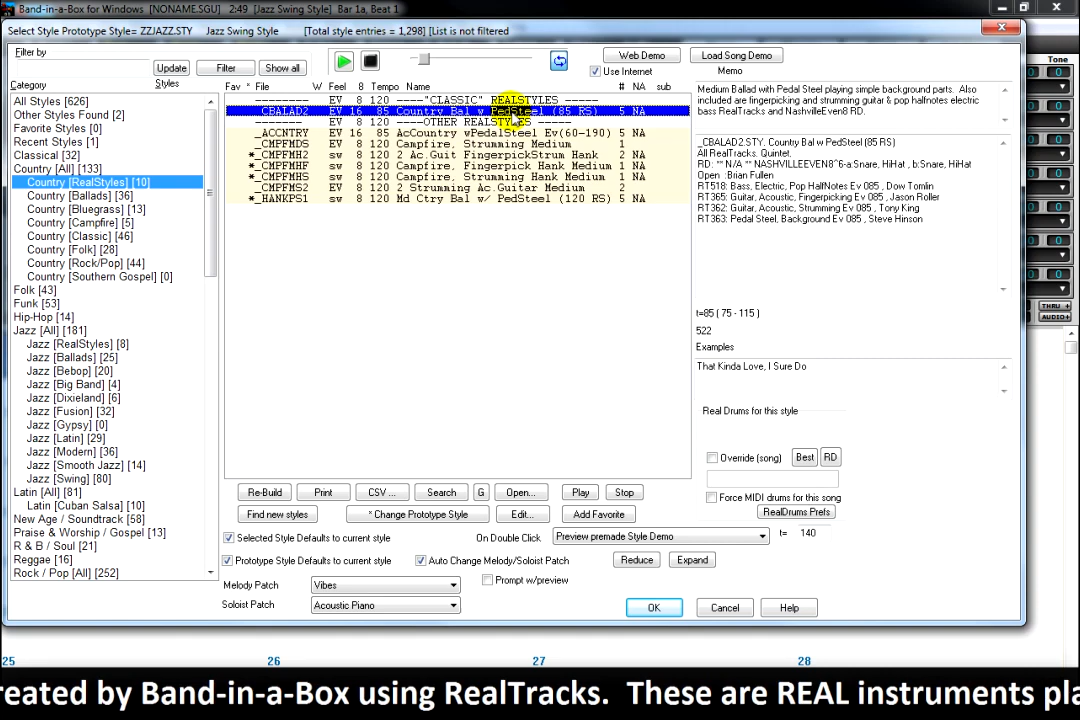 Band-in-a-Box for Windows [NONAME.SGU] 2:49 [Jazz Swing Style] Bar 1a, Beat 1
Select Style Prototype Style= ZZJAZZ.STY Jazz Swing Style [Total style entries = 1,298] [List is not filtered
Filter by
Update
Filter
Show all
Web Demo
Load Song Demo
Use Internet
Memo
Tone
Category
Styles
Fav * File W Feel 8 Tempo Name # NA sub
All Styles [626]
Other Styles Found [2]
Favorite Styles [0]
Recent Styles [1]
Classical [32]
Country [All] [133]
Country [RealStyles] [10]
Country [Ballads] [36]
Country [Bluegrass] [13]
Country [Campfire] [5]
Country [Classic] [46]
Country [Folk] [28]
Country [Rock/Pop] [44]
Country [Southern Gospel] [0]
Folk [43]
Funk [53]
Hip-Hop [14]
Jazz [All] [181]
Jazz [RealStyles] [8]
Jazz [Ballads] [25]
Jazz [Bebop] [20]
Jazz [Big Band] [4]
Jazz [Dixieland] [6]
Jazz [Fusion] [32]
Jazz [Gypsy] [0]
Jazz [Latin] [29]
Jazz [Modern] [36]
Jazz [Smooth Jazz] [14]
Jazz [Swing] [80]
Latin [All] [81]
Latin [Cuban Salsa] [10]
New Age / Soundtrack [58]
Praise & Worship / Gospel [13]
R & B / Soul [21]
Reggae [16]
Rock / Pop [All] [252]
-------- EV 8 120 ----"CLASSIC" REALSTYLES -----
_CBALAD2 EV 16 85 Country Bal w PedSteel (85 RS) 5 NA
-------- EV 8 120 ----OTHER REALSTYLES -----
_ACCNTRY EV 16 85 AcCountry wPedalSteel Ev(60-190) 5 NA
*_CMPFMDS EV 8 120 Campfire, Strumming Medium 1
*_CMPFMH2 sw 8 120 2 Ac.Guit FingerpickStrum Hank 2 NA
*_CMPFMHF sw 8 120 Campfire, Fingerpick Hank Medium 1 NA
*_CMPFMHS sw 8 120 Campfire, Strumming Hank Medium 1 NA
_CMPFMS2 EV 8 120 2 Strumming Ac.Guitar Medium 2
*_HANKPS1 sw 8 120 Md Ctry Bal w/ PedSteel (120 RS) 5 NA
Medium Ballad with Pedal Steel playing simple background parts. Also
included are fingerpicking and strumming guitar & pop halfnotes electric
bass RealTracks and NashvilleEven8 RD.
_CBALAD2.STY. County Bal w PedSteel (85 RS)
All RealTracks. Quintet.
RD: ** N/A ** NASHVILLEEVEN8^6-a:Snare, HiHat , b:Snare, HiHat
Open :Brian Fullen
RT518: Bass, Electric, Pop HalfNotes Ev 085 , Dow Tomlin
RT365: Guitar, Acoustic, Fingerpicking Ev 085, Jason Roller
RT362: Guitar, Acoustic, Strumming Ev 085, Tony King
RT363: Pedal Steel, Background Ev 085 , Steve Hinson
t=85 ( 75 - 115 )
522
Examples
That Kinda Love, I Sure Do
Real Drums for this style
Override (song)
Best
RD
Force MIDI drums for this song
RealDrums Prefs
t= 140
THRU +
AUDIO+
Re-Build
Print
CSV ...
Search
G
Open...
Play
Stop
Find new styles
* Change Prototype Style
Edit...
Add Favorite
Selected Style Defaults to current style
On Double Click
Preview premade Style Demo
Prototype Style Defaults to current style
Auto Change Melody/Soloist Patch
Reduce
Expand
Melody Patch
Vibes
Prompt w/preview
Soloist Patch
Acoustic Piano
OK
Cancel
Help
25 26 27 28
reated by Band-in-a-Box using RealTracks. These are REAL instruments pla